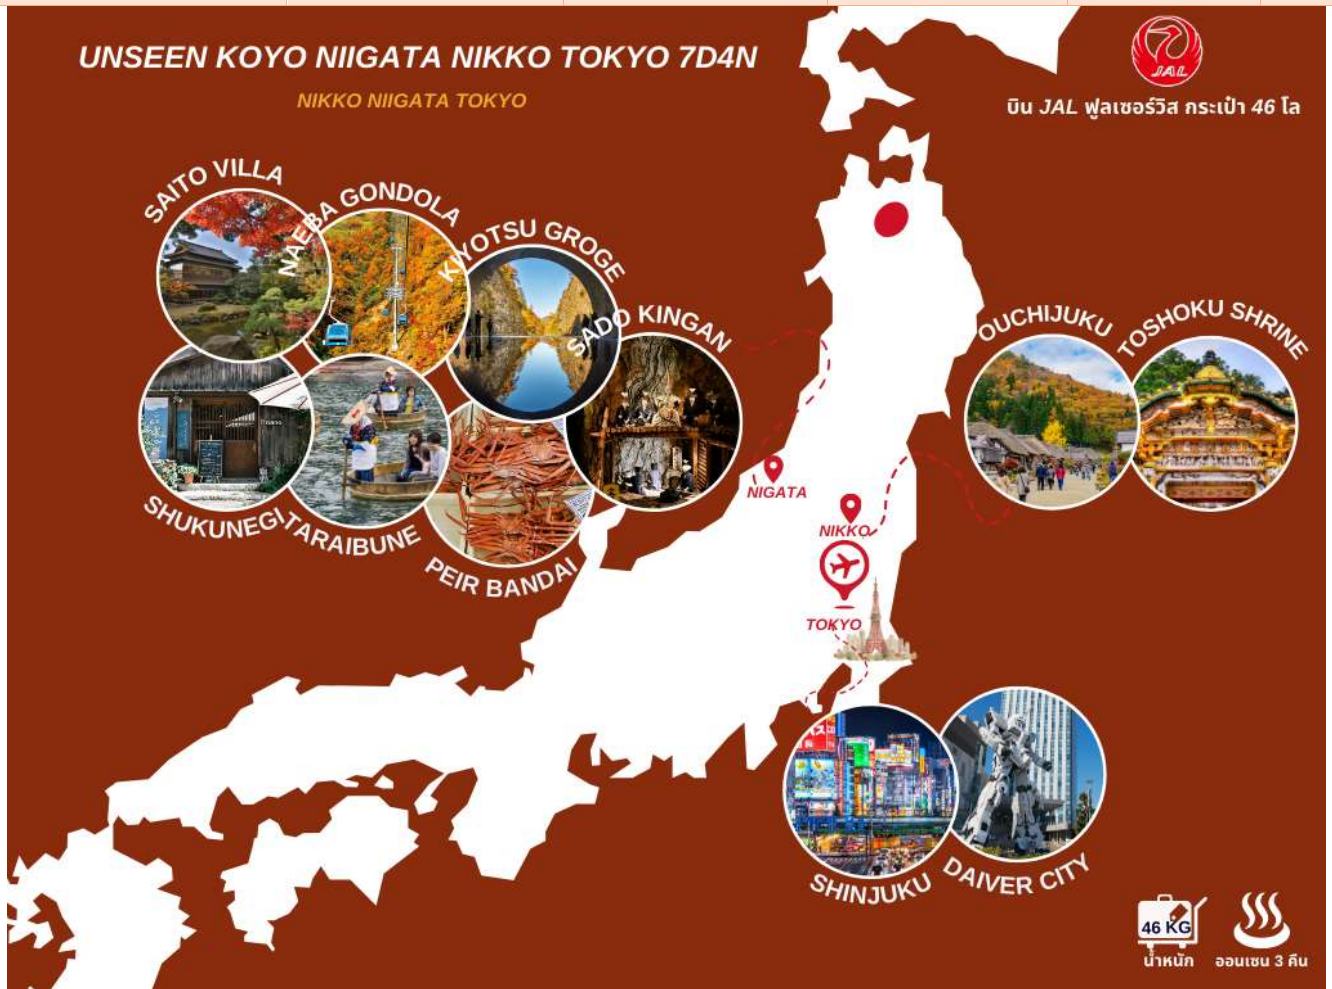 UNSEEN KOYO NIIGATA NIKKO TOKYO 7D4N
NIKKO NIIGATA TOKYO
JAL
บิน JAL ฟูลเซอร์วิส กระเป๋า 46 โล
SAITO VILLA
NAEBA GONDOLA
KIYOTSU GROGE
SADO KINGAN
OUCHIJUKU
TOSHOKU SHRINE
SHUKUNEGI
TARAIBUNE
PEIR BANDAI
NIGATA
NIKKO
TOKYO
SHINJUKU
DAIVER CITY
46 KG
น้ำหนัก
ออนเซน 3 คืน